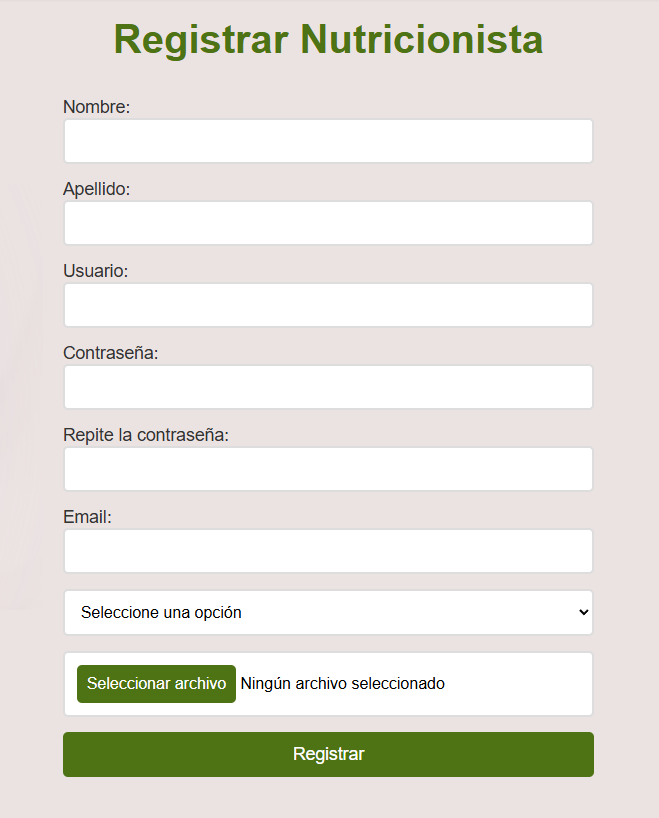 Registrar Nutricionista
Nombre:
Apellido:
Usuario:
Contraseña:
Repite la contraseña:
Email:
Seleccione una opción
Seleccionar archivo Ningún archivo seleccionado
Registrar